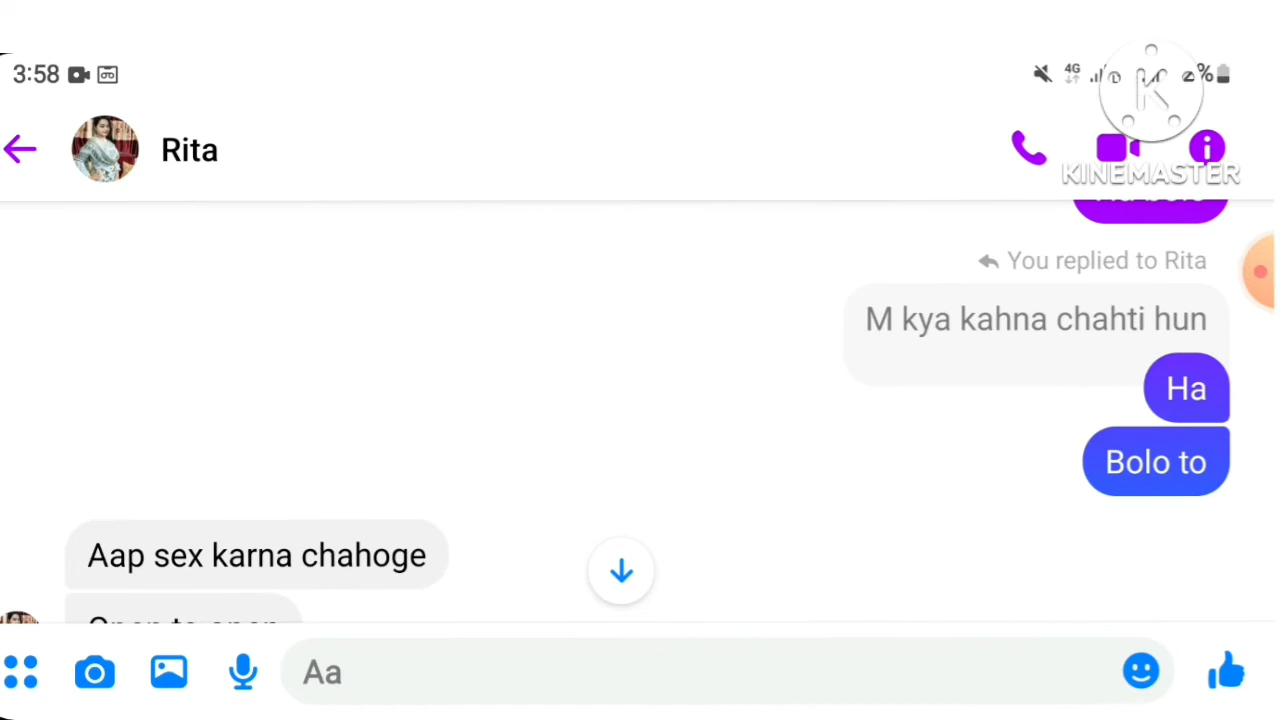 3:58
4G
%
Rita
KINEMASTER
You replied to Rita
M kya kahna chahti hun
Ha
Bolo to
Aap sex karna chahoge
Aa